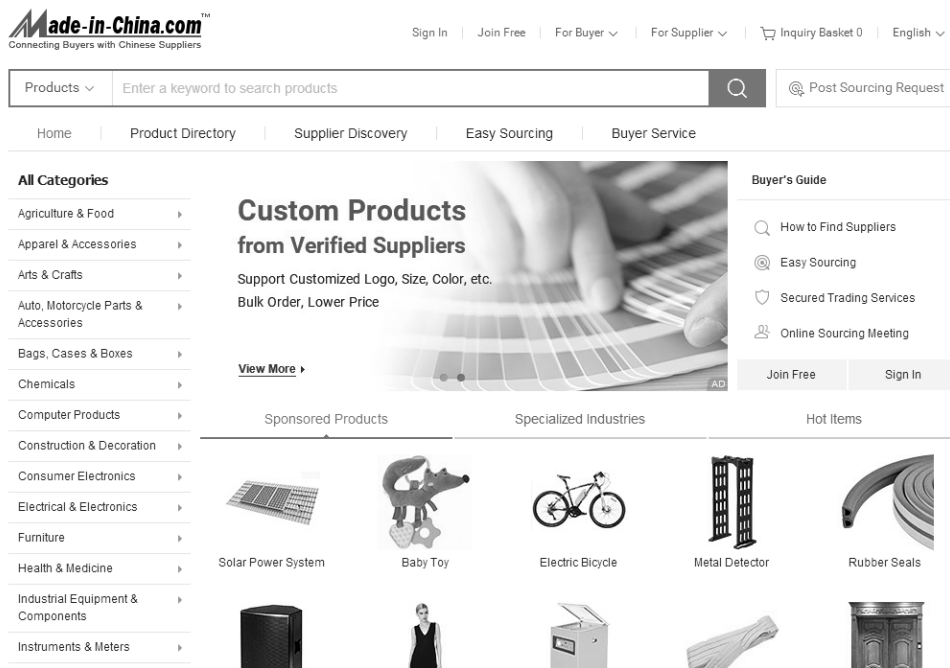 Made-in-China.com™
Connecting Buyers with Chinese Suppliers
Sign In
Join Free
For Buyer
For Supplier
Inquiry Basket 0
English
Products
Enter a keyword to search products
Post Sourcing Request
Home
Product Directory
Supplier Discovery
Easy Sourcing
Buyer Service
All Categories
Agriculture & Food
Apparel & Accessories
Arts & Crafts
Auto, Motorcycle Parts &
Accessories
Bags, Cases & Boxes
Chemicals
Computer Products
Construction & Decoration
Consumer Electronics
Electrical & Electronics
Furniture
Health & Medicine
Industrial Equipment &
Components
Instruments & Meters
Custom Products
from Verified Suppliers
Support Customized Logo, Size, Color, etc.
Bulk Order, Lower Price
View More
AD
Buyer's Guide
How to Find Suppliers
Easy Sourcing
Secured Trading Services
Online Sourcing Meeting
Join Free
Sign In
Sponsored Products
Specialized Industries
Hot Items
Solar Power System
Baby Toy
Electric Bicycle
Metal Detector
Rubber Seals